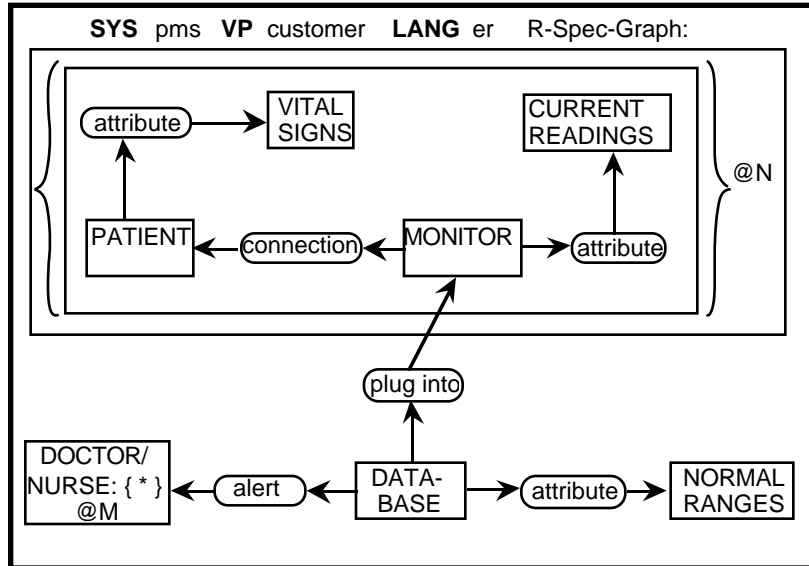 SYS pms VP customer LANG er R-Spec-Graph:
attribute
VITAL
SIGNS
CURRENT
READINGS
@N
PATIENT
connection
MONITOR
attribute
plug into
DOCTOR/
NURSE: { * }
@M
alert
DATA-
BASE
attribute
NORMAL
RANGES